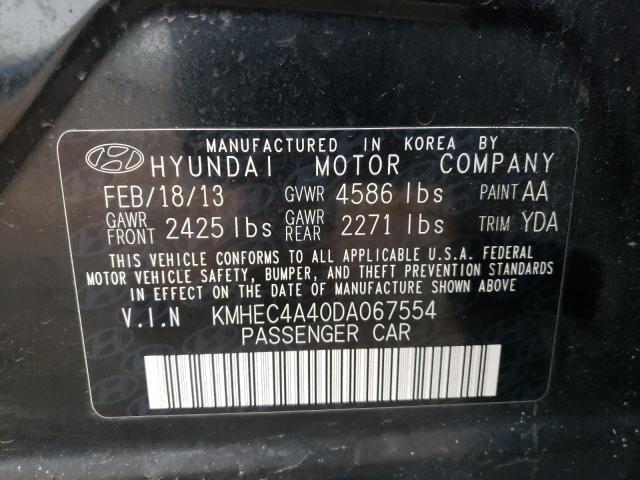 MANUFACTURED IN KOREA BY
HYUNDAI MOTOR COMPANY
FEB/18/13 GVWR 4586 lbs PAINT AA
GAWR FRONT 2425 lbs GAWR REAR 2271 lbs TRIM YDA
THIS VEHICLE CONFORMS TO ALL APPLICABLE U.S.A. FEDERAL
MOTOR VEHICLE SAFETY, BUMPER, AND THEFT PREVENTION STANDARDS
IN EFFECT ON THE DATE OF MANUFACTURE SHOWN ABOVE
V.I.N KMHEC4A40DA067554
PASSENGER CAR